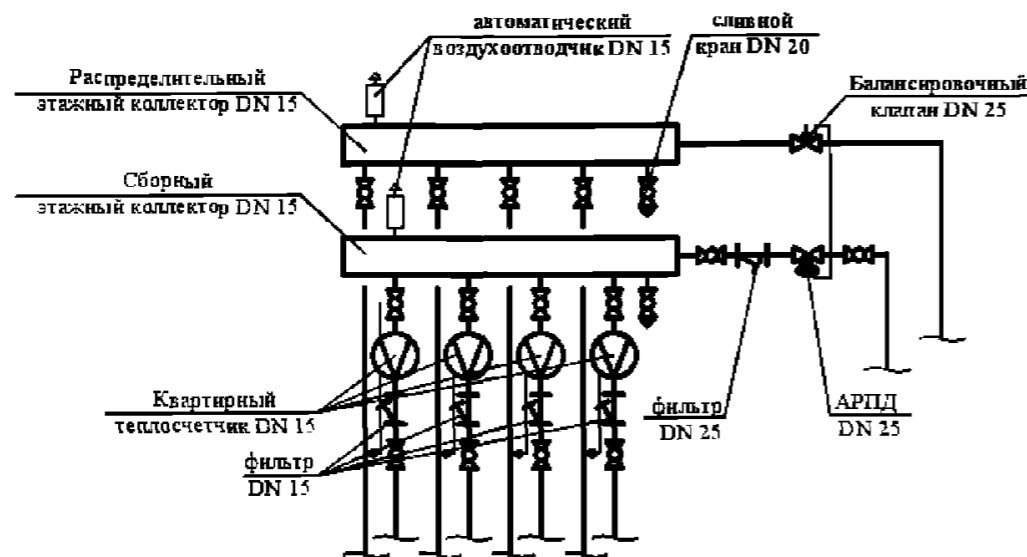 автоматический
воздухоотводчик DN 15
сливной
кран DN 20
Распределительный
этажный коллектор DN 15
Балансировочный
клапан DN 25
Сборный
этажный коллектор DN 15
Квартирный
теплосчетчик DN 15
фильтр
DN 25
АРПД
DN 25
фильтр
DN 15